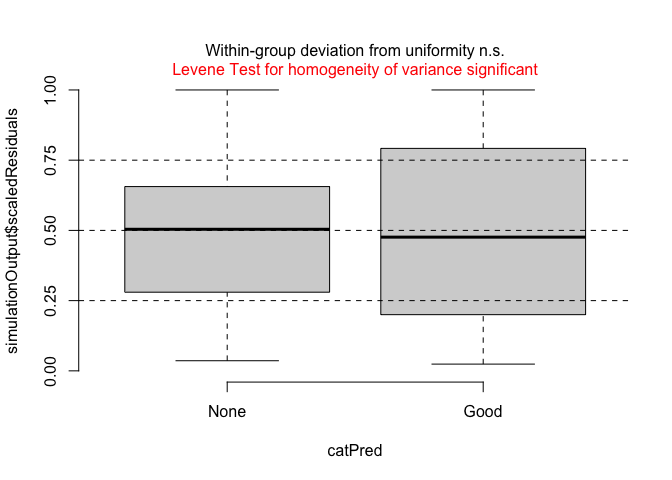 Within-group deviation from uniformity n.s.
Levene Test for homogeneity of variance significant
simulationOutput$scaledResiduals
1.00
0.75
0.50
0.25
0.00
None
Good
catPred